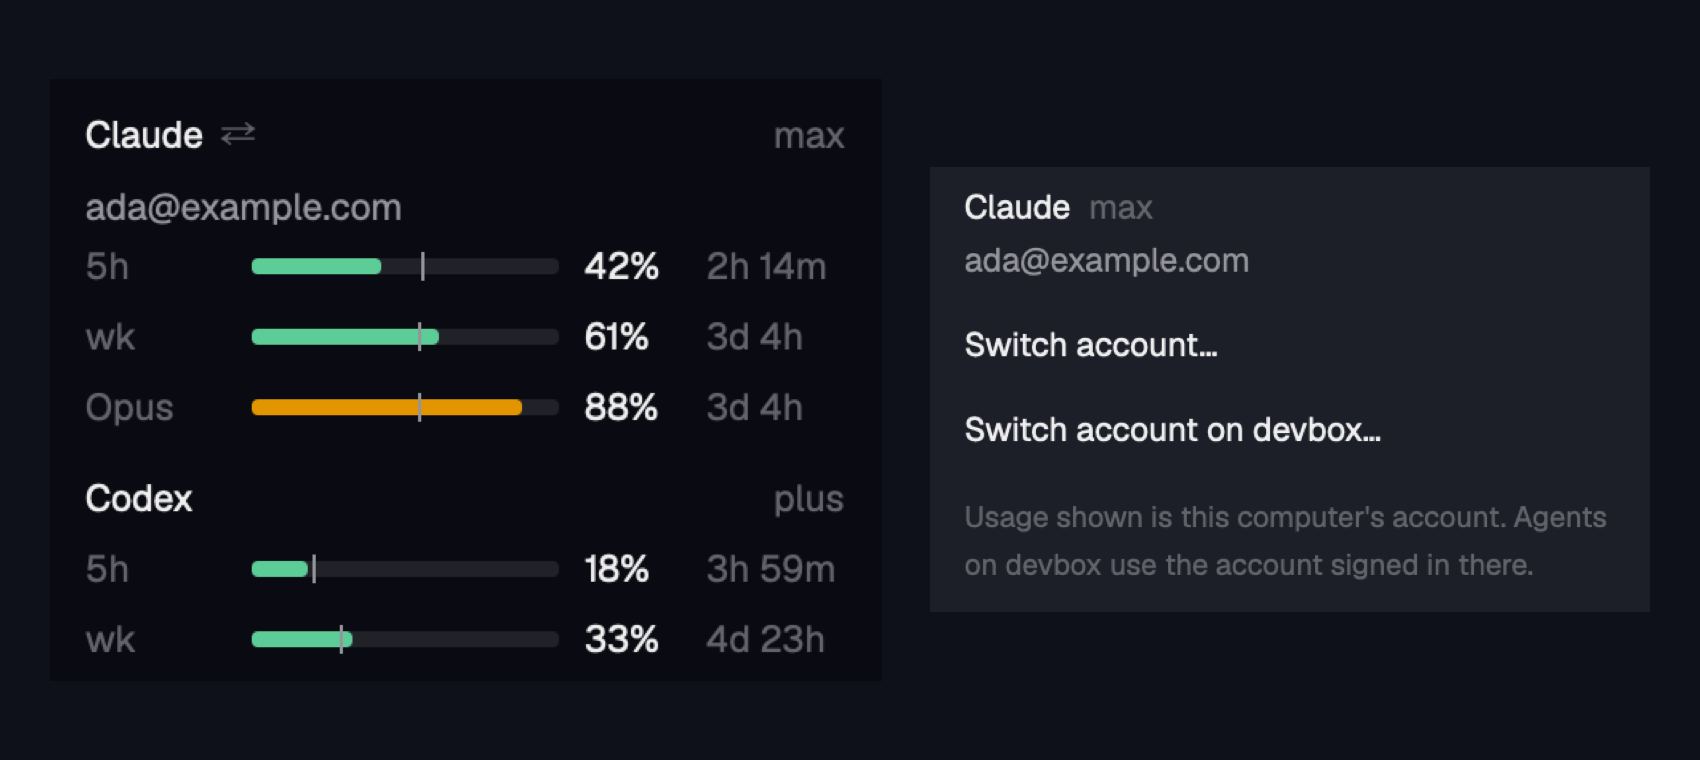 Claude ⇄ max
ada@example.com
5h 42% 2h 14m
wk 61% 3d 4h
Opus 88% 3d 4h
Codex plus
5h 18% 3h 59m
wk 33% 4d 23h
Claude max
ada@example.com
Switch account...
Switch account on devbox...
Usage shown is this computer's account. Agents
on devbox use the account signed in there.